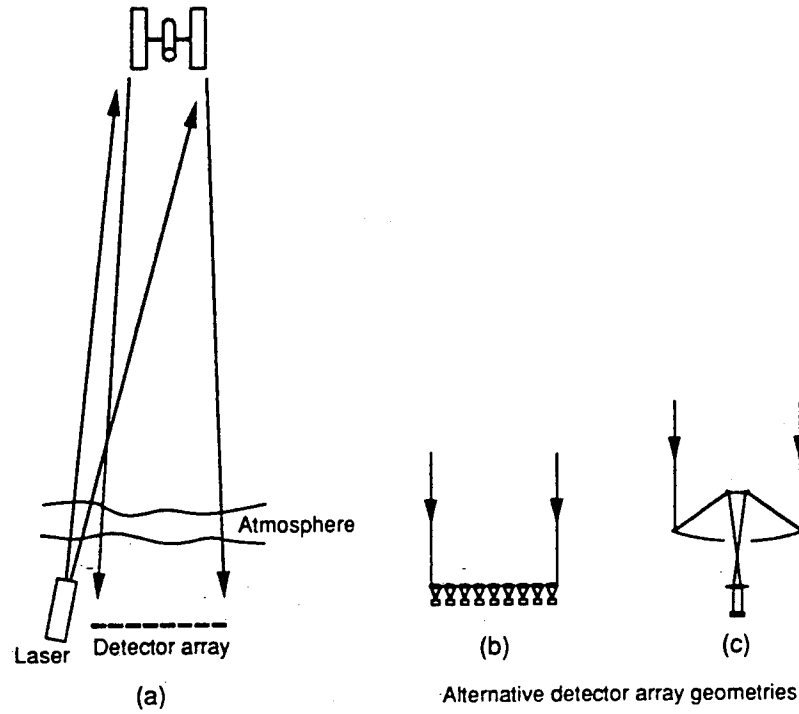 Atmosphere
Laser
Detector array
(a)
(b)
(c)
Alternative detector array geometries